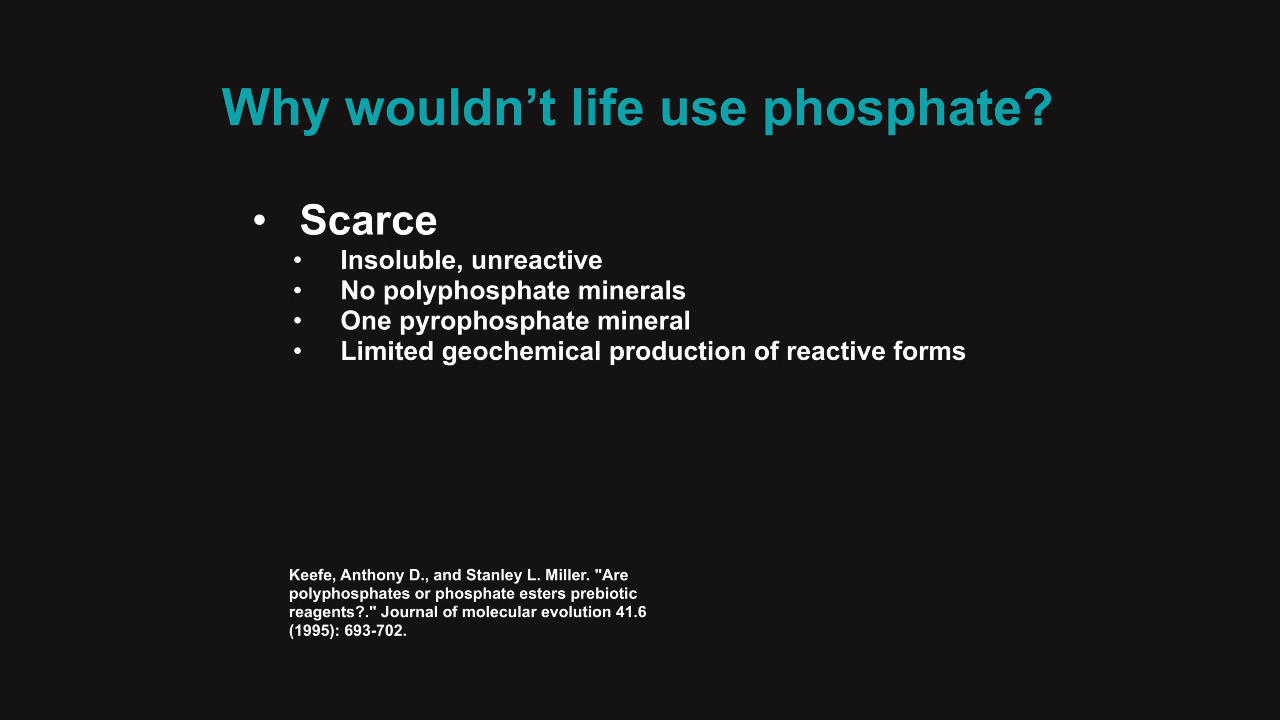 Why wouldn’t life use phosphate?
• Scarce
• Insoluble, unreactive
• No polyphosphate minerals
• One pyrophosphate mineral
• Limited geochemical production of reactive forms
Keefe, Anthony D., and Stanley L. Miller. "Are
polyphosphates or phosphate esters prebiotic
reagents?." Journal of molecular evolution 41.6
(1995): 693-702.